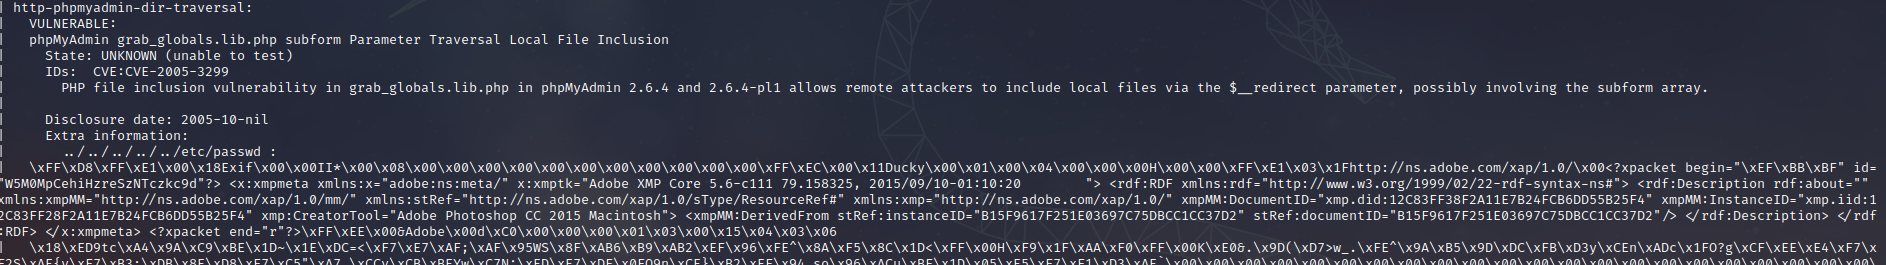 | http-phpmyadmin-dir-traversal:
|   VULNERABLE:
|   phpMyAdmin grab_globals.lib.php subform Parameter Traversal Local File Inclusion
|     State: UNKNOWN (unable to test)
|     IDs:  CVE:CVE-2005-3299
|       PHP file inclusion vulnerability in grab_globals.lib.php in phpMyAdmin 2.6.4 and 2.6.4-pl1 allows remote attackers to include local files via the $__redirect parameter, possibly involving the subform array.
|
|     Disclosure date: 2005-10-nil
|     Extra information:
|       ../../../../../etc/passwd :
|   \xFF\xD8\xFF\xE1\x00\x18Exif\x00\x00II*\x00\x08\x00\x00\x00\x00\x00\x00\x00\x00\x00\x00\x00\xFF\xEC\x00\x11Ducky\x00\x01\x00\x04\x00\x00\x00H\x00\x00\xFF\xE1\x03\x1Fhttp://ns.adobe.com/xap/1.0/\x00<?xpacket begin="\xEF\xBB\xBF" id=
"W5M0MpCehiHzreSzNTczkc9d"?> <x:xmpmeta xmlns:x="adobe:ns:meta/" x:xmptk="Adobe XMP Core 5.6-c111 79.158325, 2015/09/10-01:10:20        "> <rdf:RDF xmlns:rdf="http://www.w3.org/1999/02/22-rdf-syntax-ns#"> <rdf:Description rdf:about=""
xmlns:xmpMM="http://ns.adobe.com/xap/1.0/mm/" xmlns:stRef="http://ns.adobe.com/xap/1.0/sType/ResourceRef#" xmlns:xmp="http://ns.adobe.com/xap/1.0/" xmpMM:DocumentID="xmp.did:12C83FF38F2A11E7B24FCB6DD55B25F4" xmpMM:InstanceID="xmp.iid:1
2C83FF28F2A11E7B24FCB6DD55B25F4" xmp:CreatorTool="Adobe Photoshop CC 2015 Macintosh"> <xmpMM:DerivedFrom stRef:instanceID="B15F9617F251E03697C75DBCC1CC37D2" stRef:documentID="B15F9617F251E03697C75DBCC1CC37D2"/> </rdf:Description> </rdf
:RDF> </x:xmpmeta> <?xpacket end="r"?>\xFF\xEE\x00&Adobe\x00d\xC0\x00\x00\x00\x01\x03\x00\x15\x04\x03\x06
|   \x18\xED9tc\xA4\x9A\xC9\xBE\x1D~\x1E\xDC=<\xF7\xE7\xAF;\xAF\x95WS\x8F\xAB6\xB9\xAB2\xEF\x96\xFE^\x8A\xF5\x8C\x1D<\xFF\x00H\xF9\x1F\xAA\xF0\xFF\x00K\xE0&.\x9D(\xD7>w_.\xFE^\x9A\xB5\x9D\xDC\xFB\xD3y\xCEn\xADc\x1FO?g\xCF\xEE\xE4\xF7\x